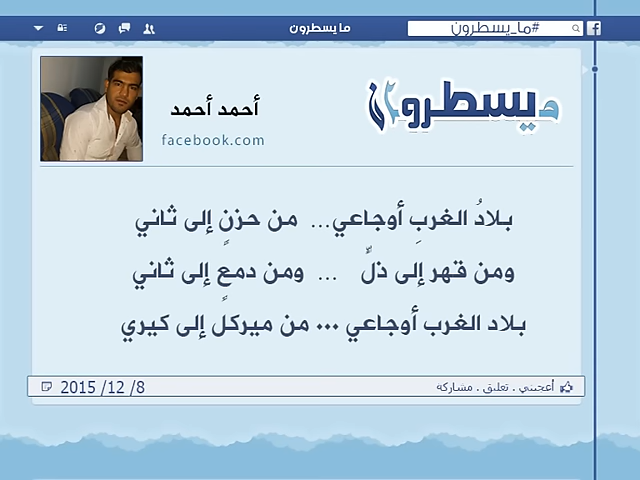 #ما_يسطرون
ما يسطرون
ما يسطرون
أحمد أحمد
facebook.com
بلادُ الغربِ أوجاعي... من حزنٍ إلى ثاني
ومن قهر إلى ذلٌ ... ومن دمعٍ إلى ثاني
بلاد الغرب أوجاعي ... من ميركل إلى كيري
أعجبني . تعليق . مشاركه
2015 /12 /8